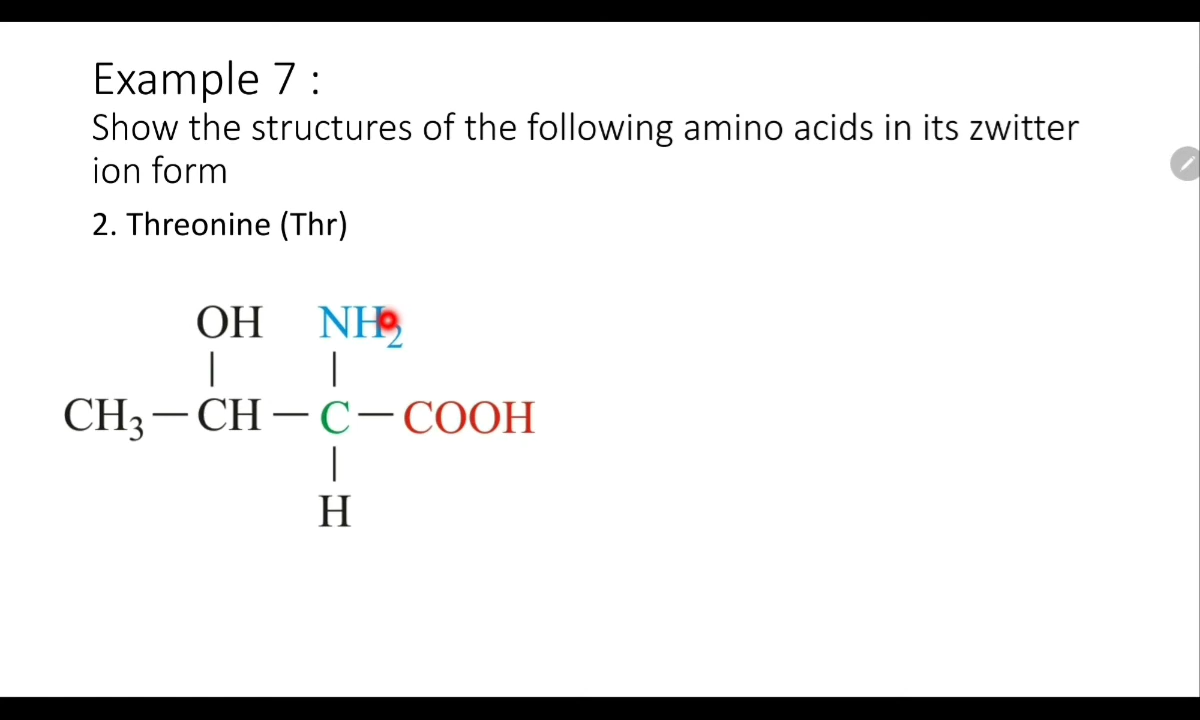 Example 7 :
Show the structures of the following amino acids in its zwitter
ion form
2. Threonine (Thr)
OH NH₂
| |
CH₃—CH—C—COOH
|
H